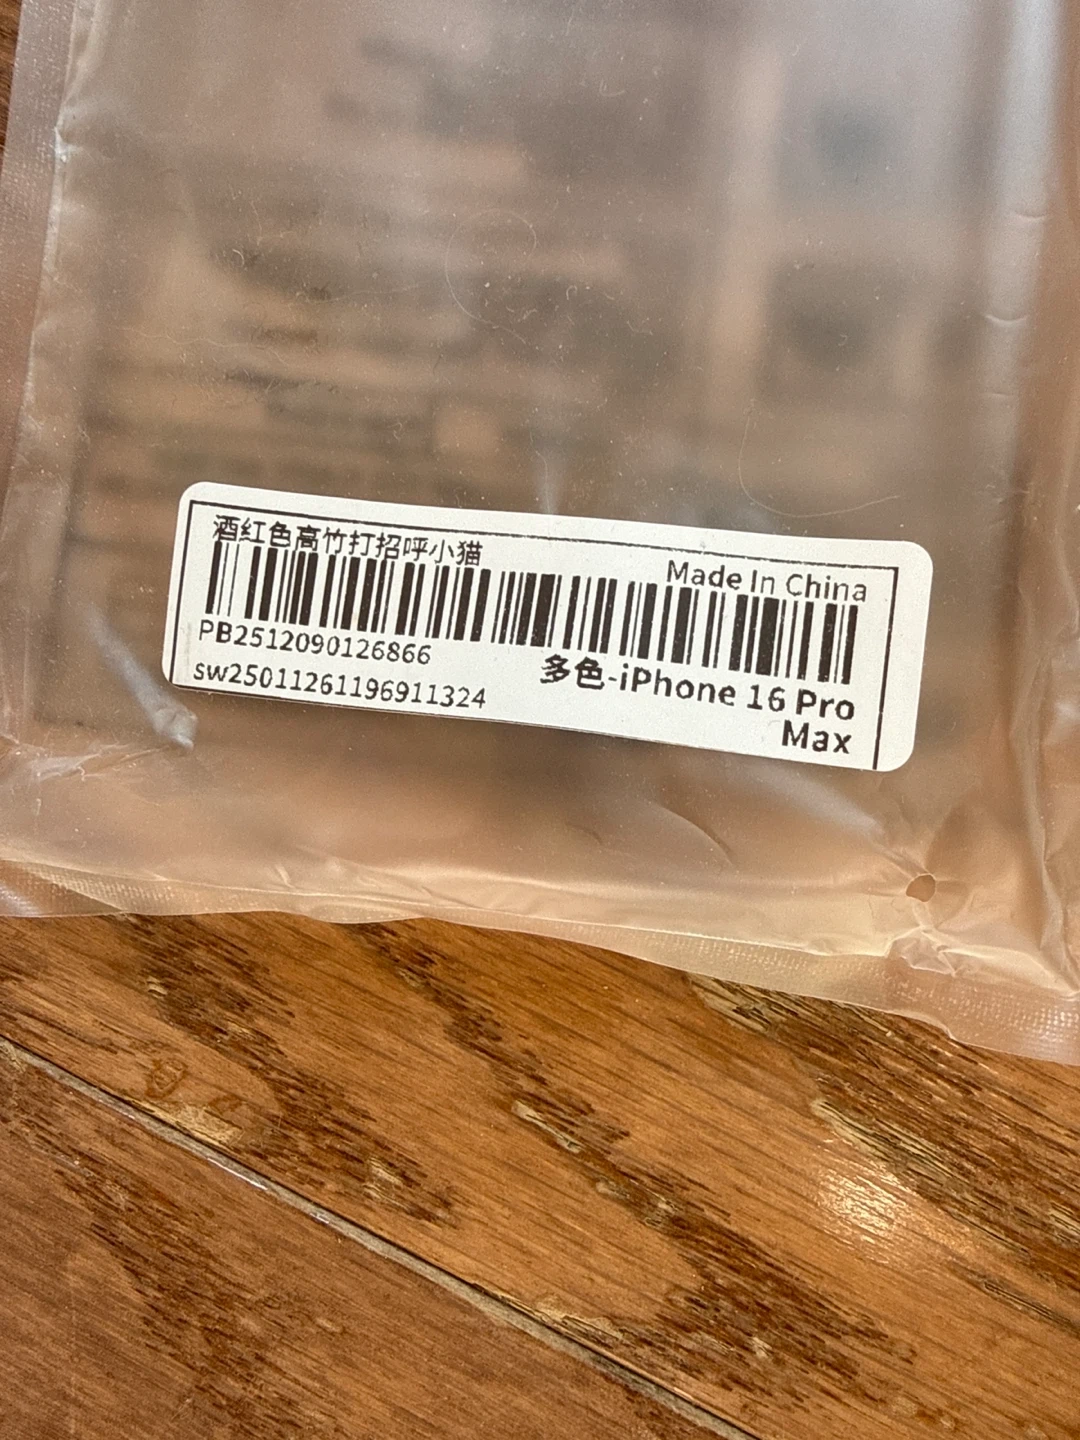 酒红色高竹打招呼小猫
Made In China
PB2512090126866
sw25011261196911324
多色-iPhone 16 Pro
Max